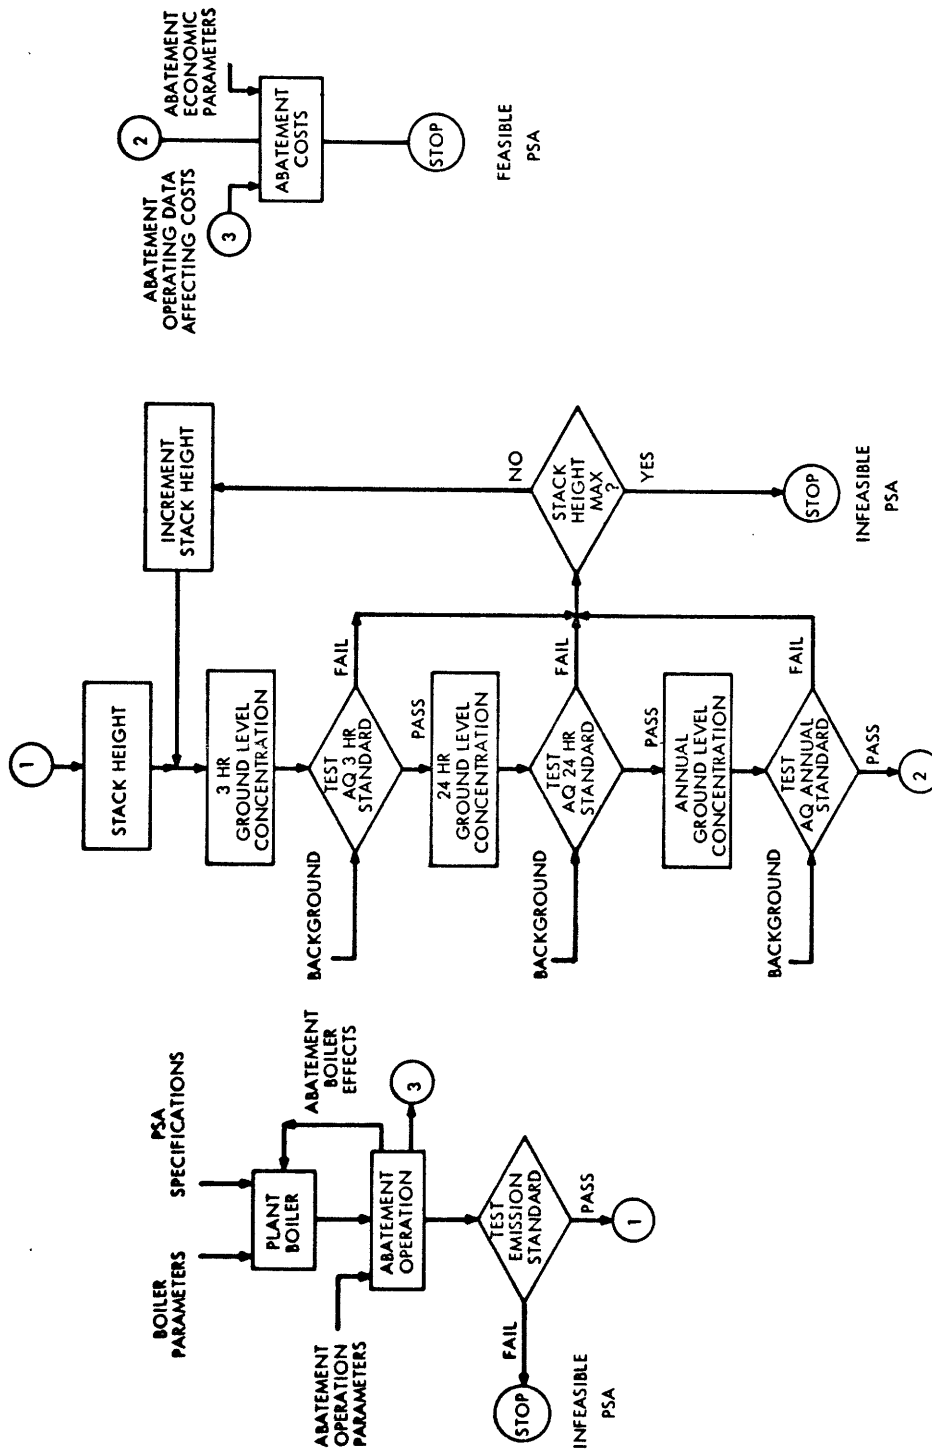 BOILER
PARAMETERS
PSA
SPECIFICATIONS
PLANT
BOILER
ABATEMENT
BOILER
EFFECTS
ABATEMENT
OPERATION
PARAMETERS
ABATEMENT
OPERATION
3
TEST
EMISSION
STANDARD
FAIL
STOP
INFEASIBLE
PSA
PASS
1
1
STACK HEIGHT
INCREMENT
STACK HEIGHT
3 HR
GROUND LEVEL
CONCENTRATION
BACKGROUND
TEST
AQ 3 HR
STANDARD
FAIL
PASS
24 HR
GROUND LEVEL
CONCENTRATION
BACKGROUND
TEST
AQ 24 HR
STANDARD
FAIL
STACK
HEIGHT
MAX
?
NO
YES
STOP
INFEASIBLE
PSA
PASS
ANNUAL
GROUND LEVEL
CONCENTRATION
BACKGROUND
TEST
AQ ANNUAL
STANDARD
FAIL
PASS
2
ABATEMENT
OPERATING DATA
AFFECTING COSTS
3
2
ABATEMENT
ECONOMIC
PARAMETERS
ABATEMENT
COSTS
STOP
FEASIBLE
PSA